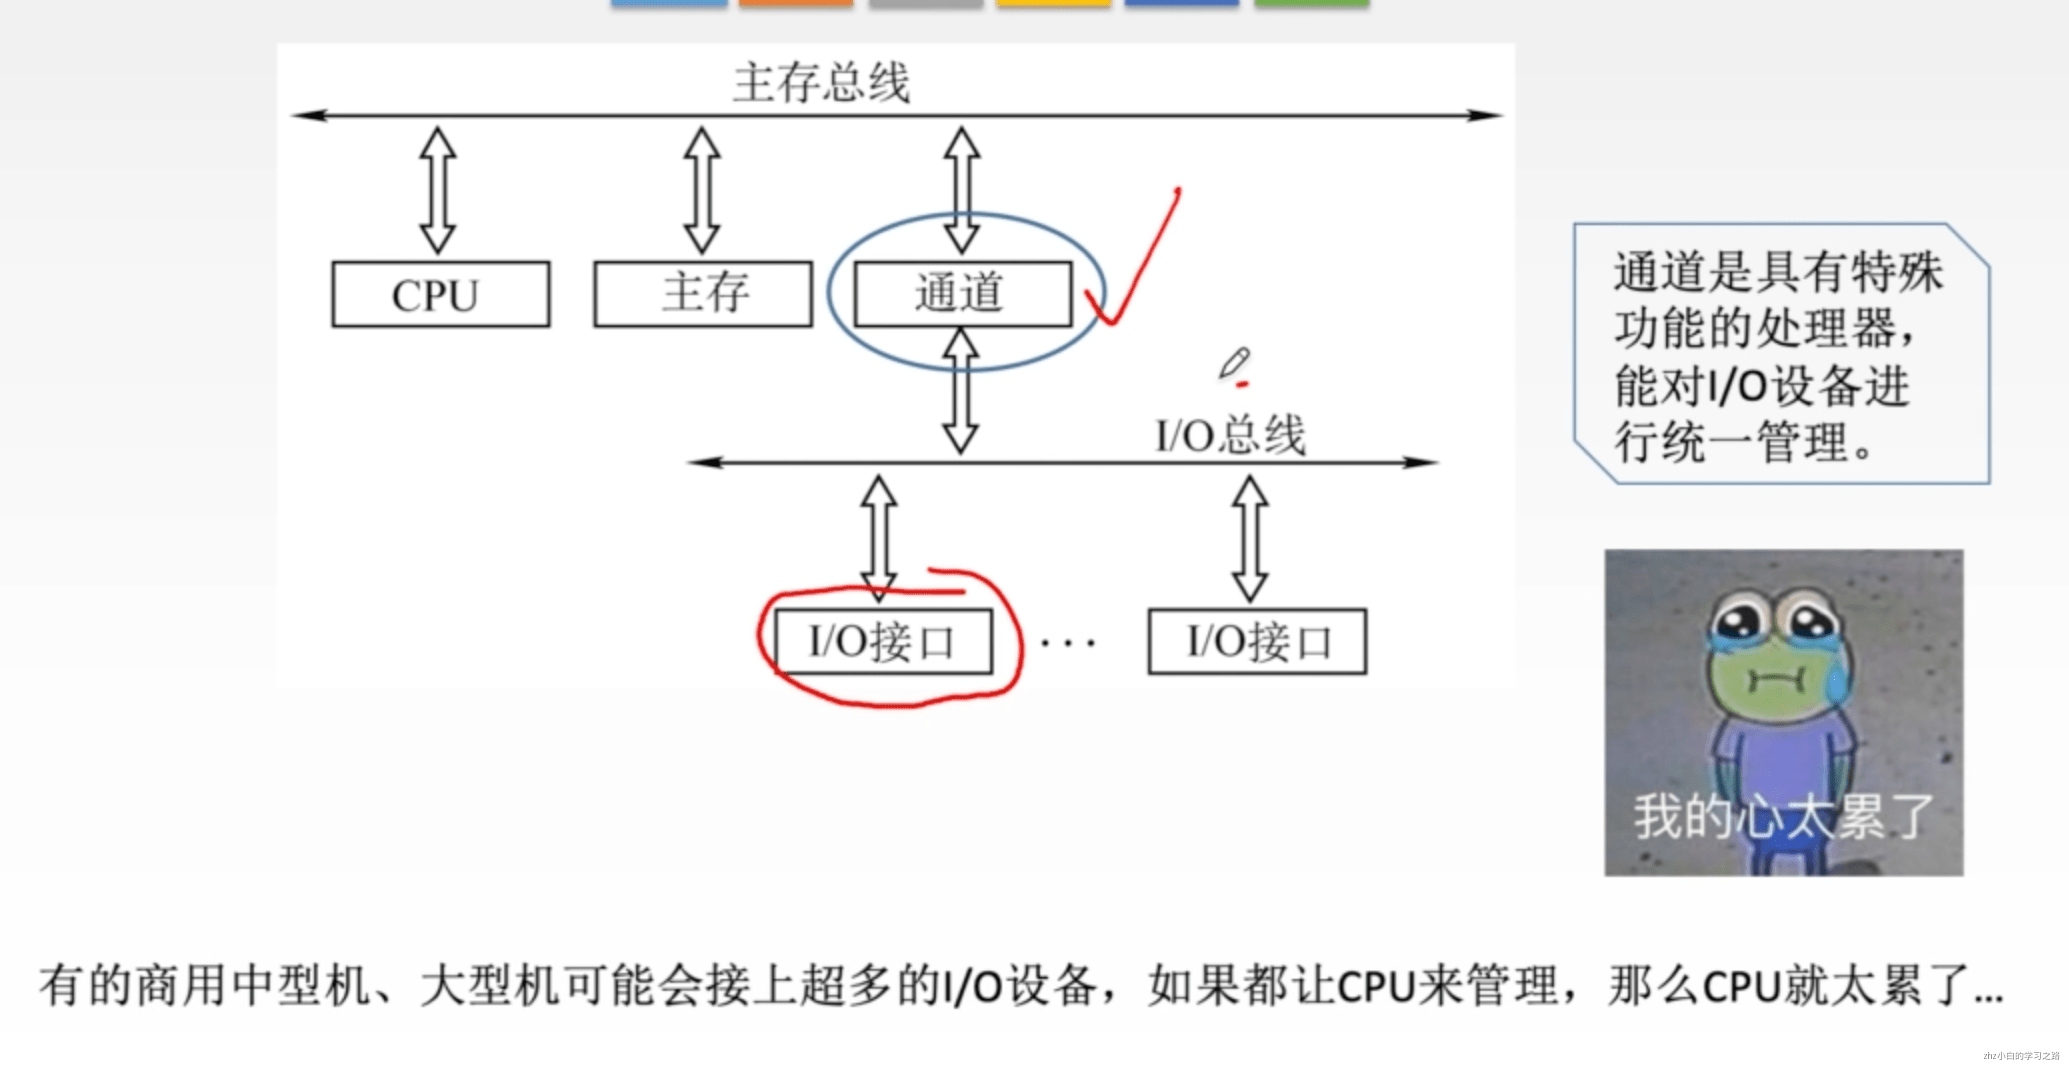 主存总线
CPU
主存
通道
I/O总线
I/O接口
...
I/O接口
通道是具有特殊
功能的处理器，
能对I/O设备进
行统一管理。
我的心太累了
有的商用中型机、大型机可能会接上超多的I/O设备，如果都让CPU来管理，那么CPU就太累了...
zhz小白的学习之路